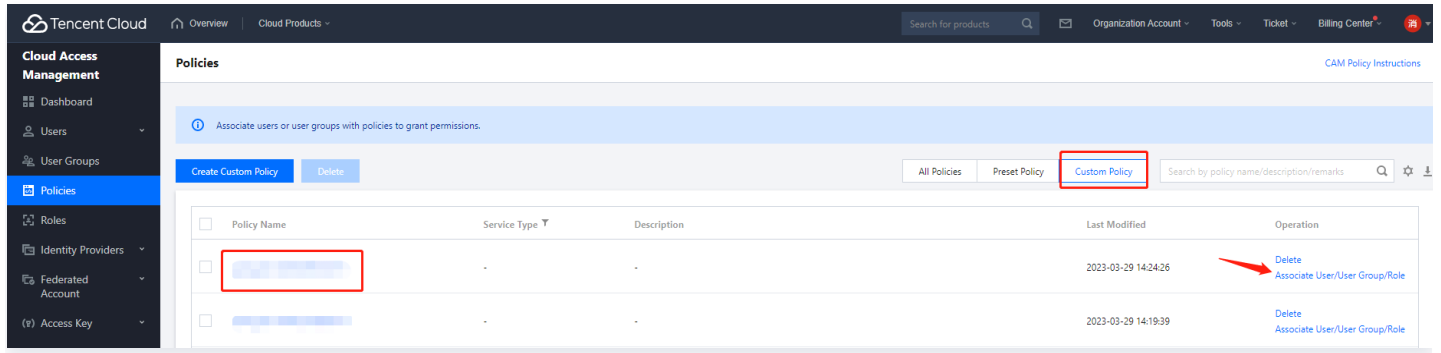 Tencent Cloud Overview Cloud Products Search for products Organization Account Tools Ticket Billing Center 消
Cloud Access
Management
Dashboard
Users
User Groups
Policies
Roles
Identity Providers
Federated
Account
Access Key
Policies CAM Policy Instructions
Associate users or user groups with policies to grant permissions.
Create Custom Policy Delete All Policies Preset Policy Custom Policy Search by policy name/description/remarks
Policy Name Service Type Description Last Modified Operation
- - 2023-03-29 14:24:26 Delete
Associate User/User Group/Role
- - 2023-03-29 14:19:39 Delete
Associate User/User Group/Role